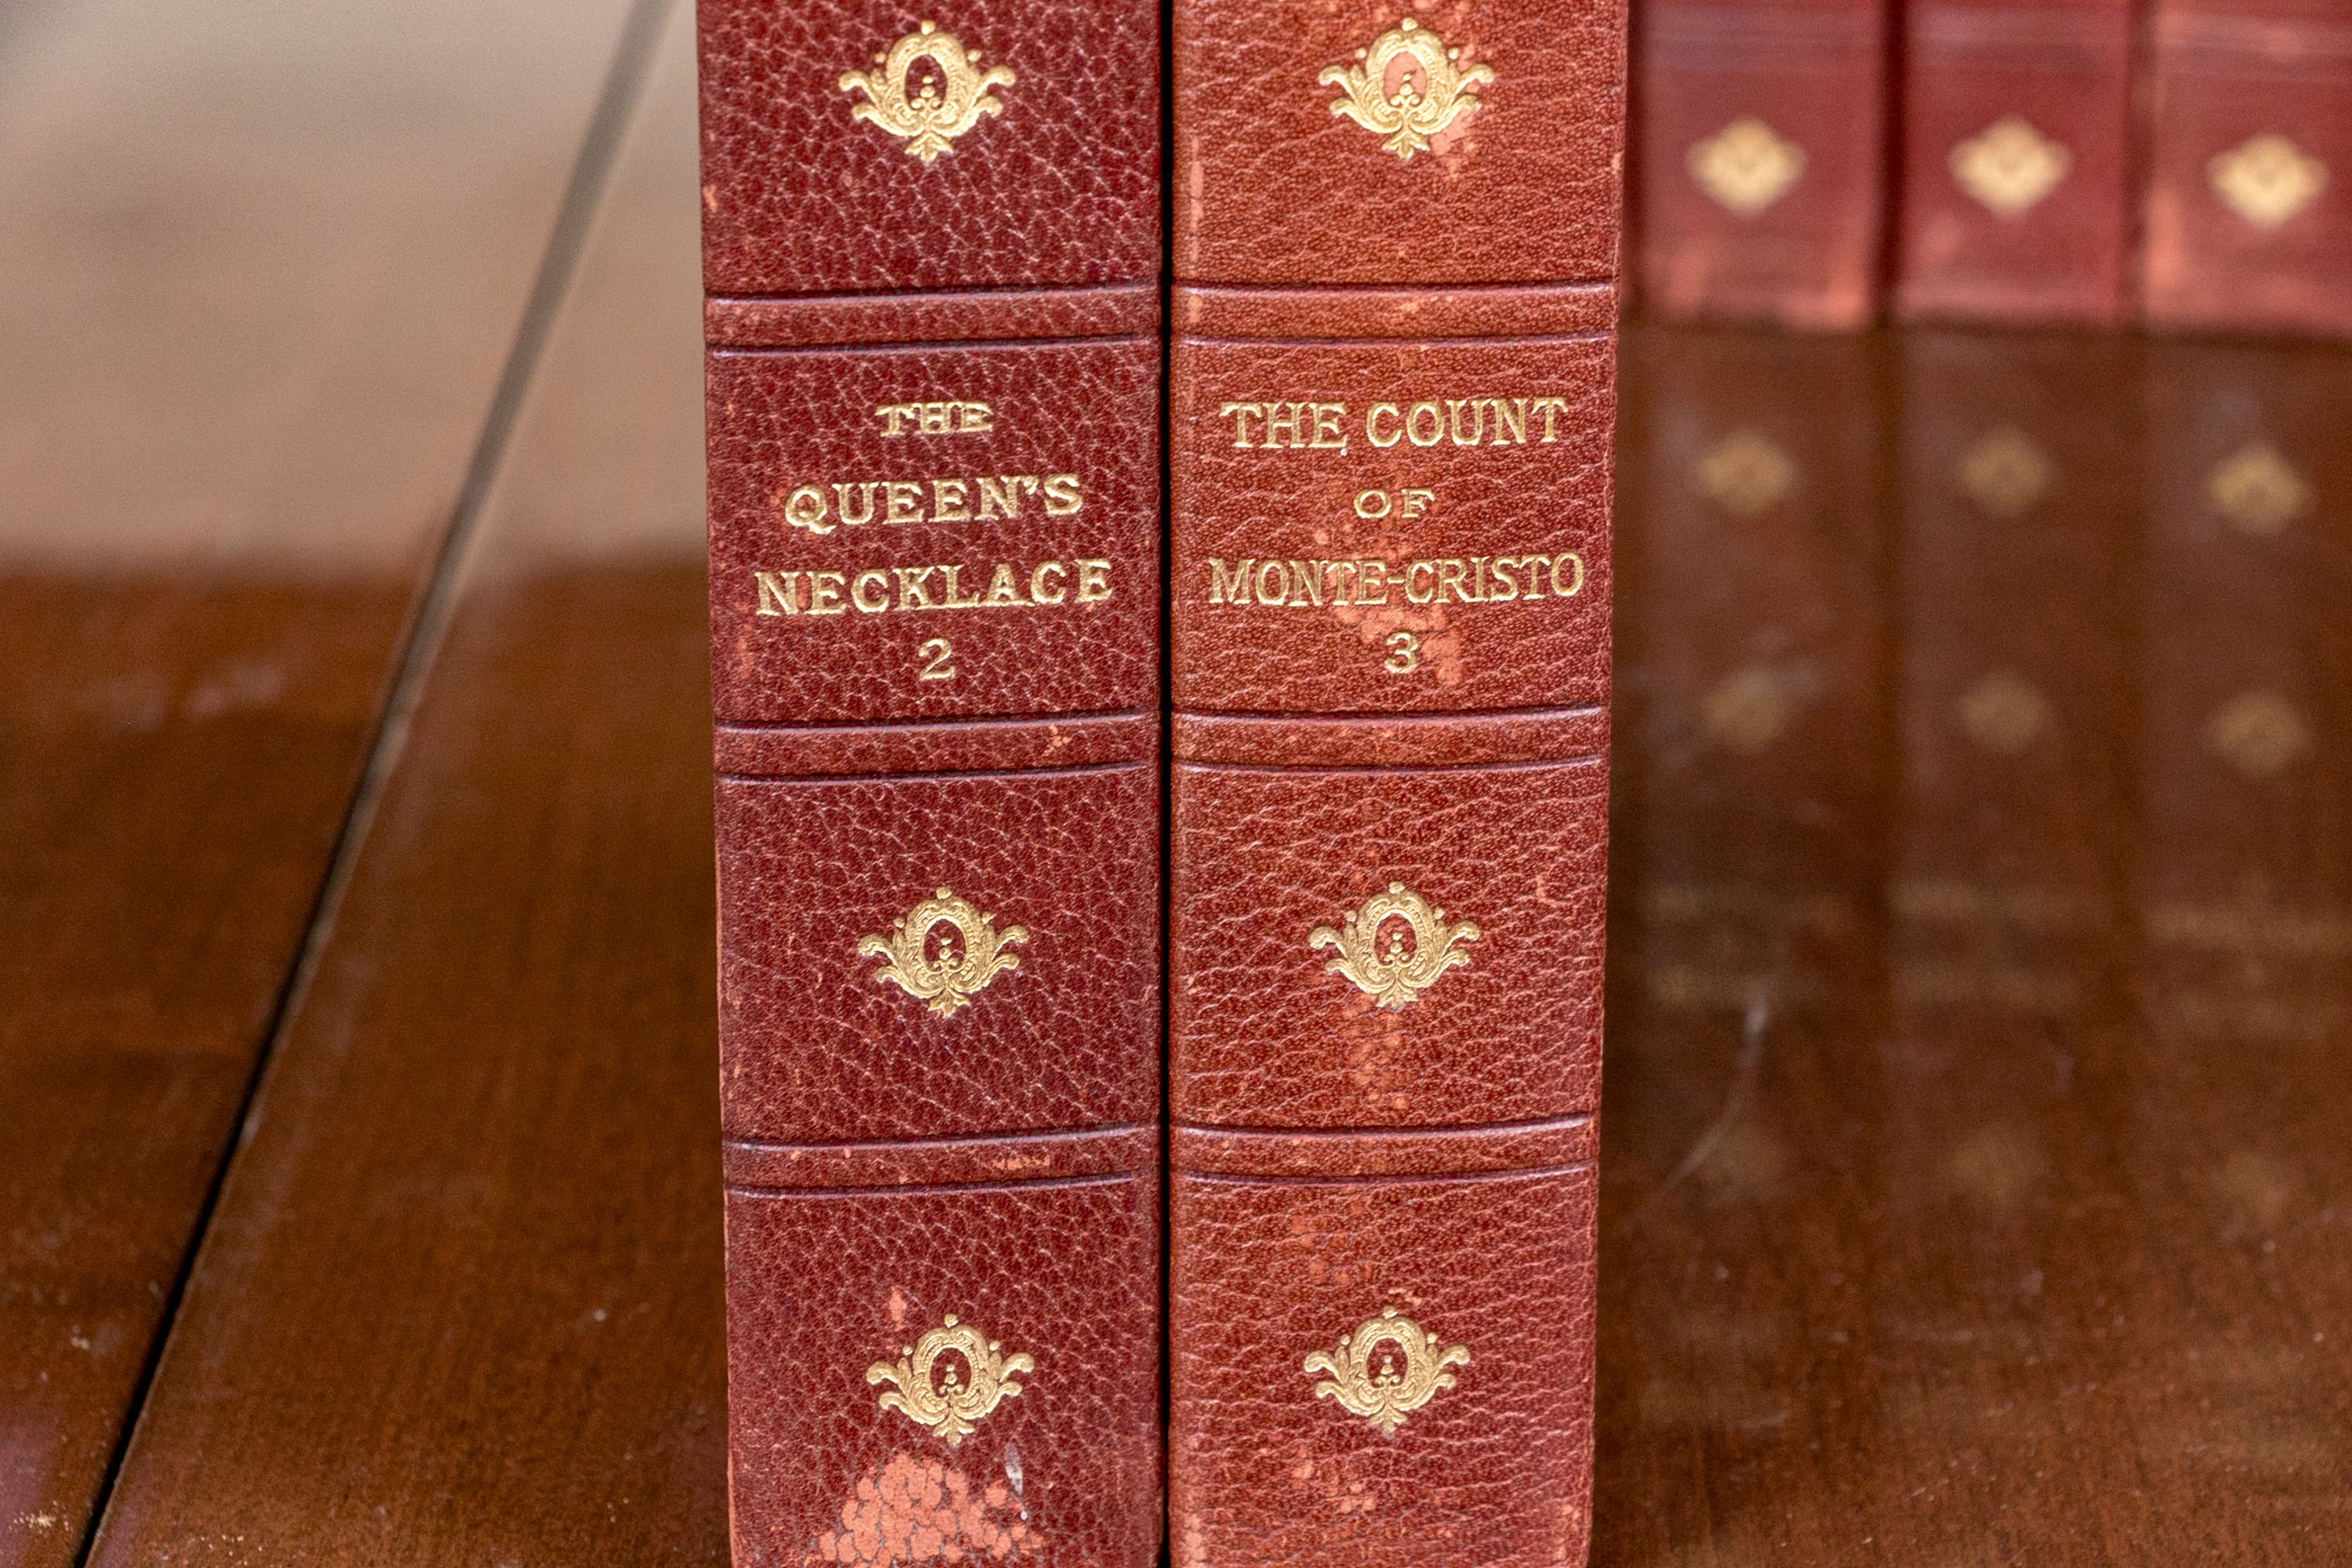 THE
QUEEN'S
NECKLACE
2
THE COUNT
OF
MONTE-CRISTO
3